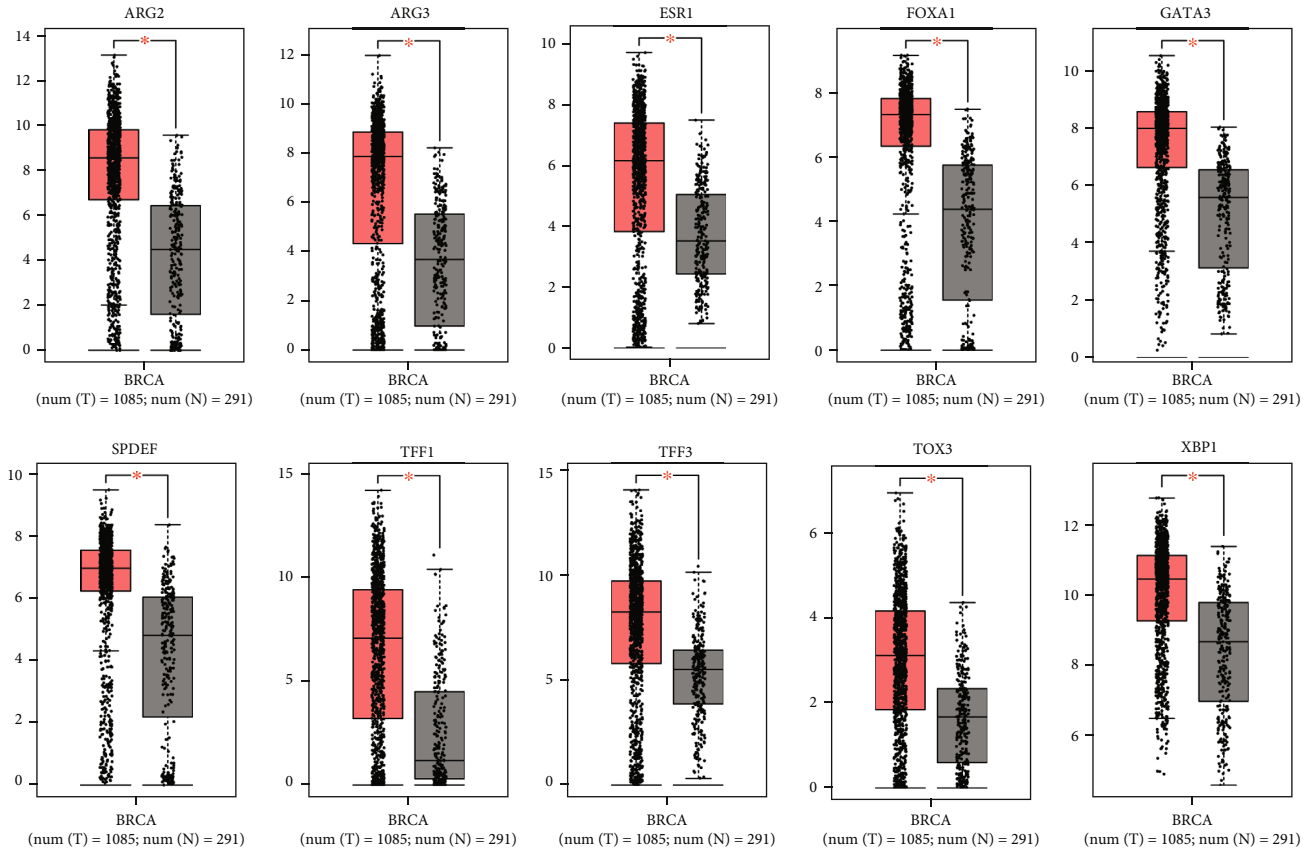 ARG2
14
12
10
8
6
4
2
0
*
BRCA
(num (T) = 1085; num (N) = 291)
ARG3
12
10
8
6
4
2
0
*
BRCA
(num (T) = 1085; num (N) = 291)
ESR1
10
8
6
4
2
0
*
BRCA
(num (T) = 1085; num (N) = 291)
FOXA1
8
6
4
2
0
*
BRCA
(num (T) = 1085; num (N) = 291)
GATA3
10
8
6
4
2
0
*
BRCA
(num (T) = 1085; num (N) = 291)
SPDEF
10
8
6
4
2
0
*
BRCA
(num (T) = 1085; num (N) = 291)
TFF1
15
10
5
0
*
BRCA
(num (T) = 1085; num (N) = 291)
TFF3
15
10
5
0
*
BRCA
(num (T) = 1085; num (N) = 291)
TOX3
6
4
2
0
*
BRCA
(num (T) = 1085; num (N) = 291)
XBP1
12
10
8
6
*
BRCA
(num (T) = 1085; num (N) = 291)